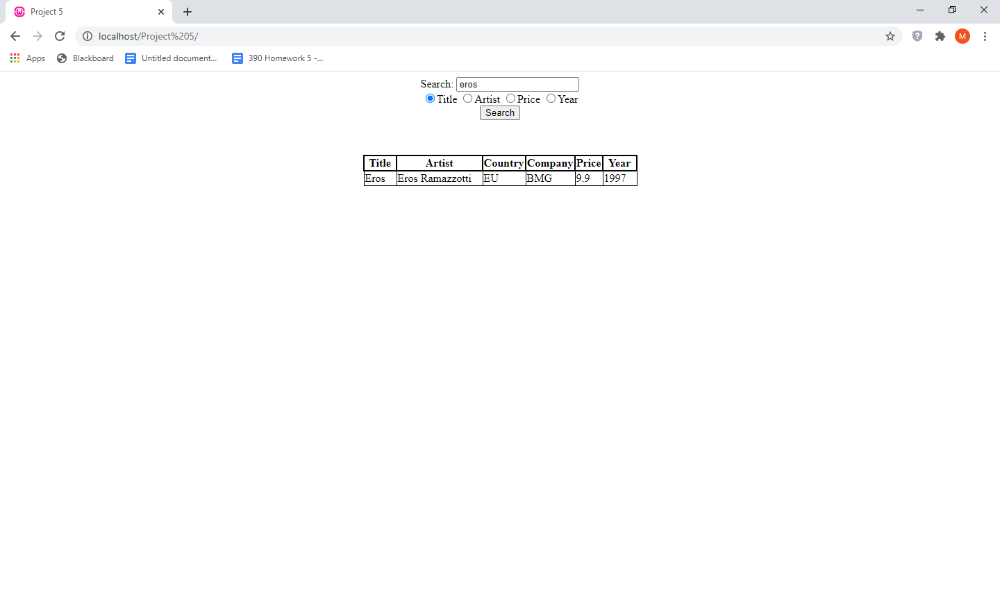 Project 5
localhost/Project%205/
M
Apps Blackboard Untitled document... 390 Homework 5 -...
Search: eros
Title Artist Price Year
Search
Title Artist Country Company Price Year
Eros Eros Ramazzotti EU BMG 9.9 1997